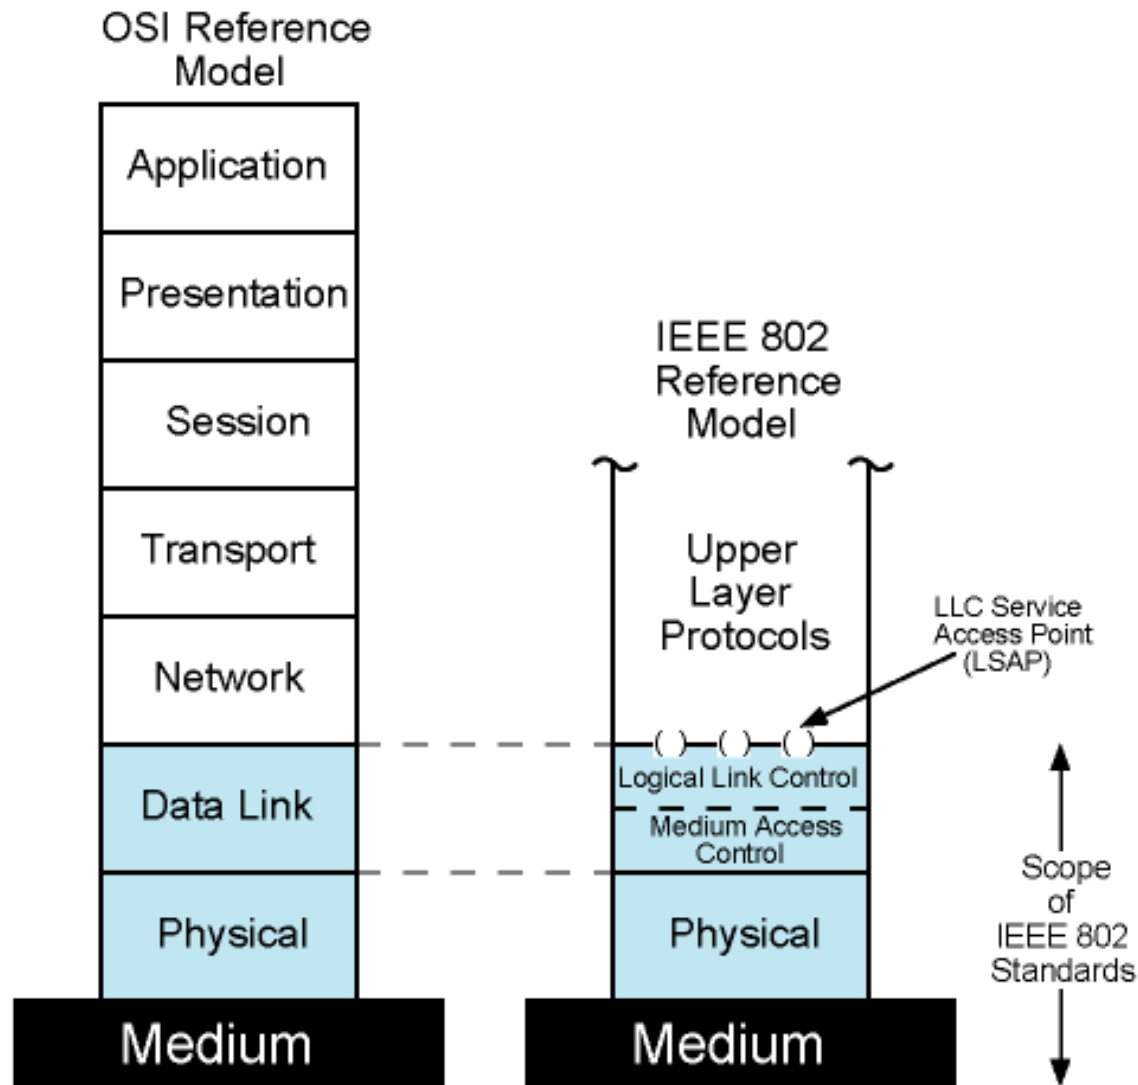 OSI Reference
Model
Application
Presentation
Session
Transport
Network
Data Link
Physical
Medium
IEEE 802
Reference
Model
Upper
Layer
Protocols
LLC Service
Access Point
(LSAP)
( ) ( ) ( )
Logical Link Control
Medium Access
Control
Physical
Medium
Scope
of
IEEE 802
Standards